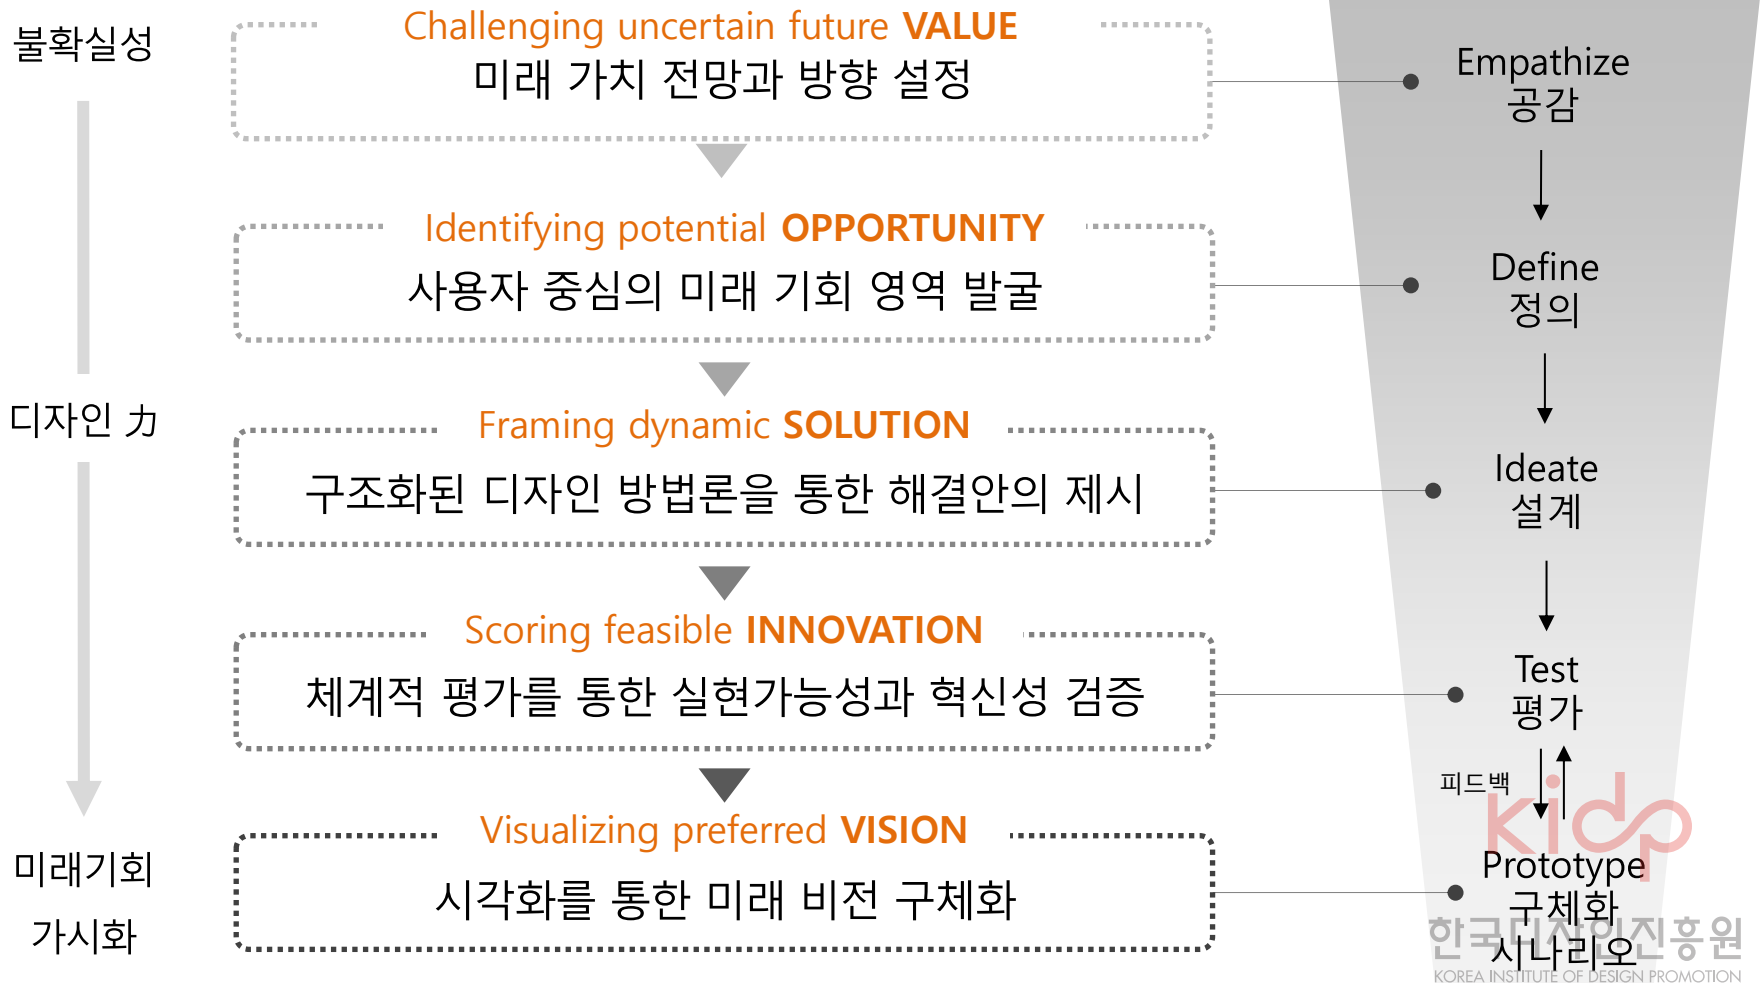 불확실성
디자인 力
미래기회
가시화
Challenging uncertain future VALUE
미래 가치 전망과 방향 설정
Identifying potential OPPORTUNITY
사용자 중심의 미래 기회 영역 발굴
Framing dynamic SOLUTION
구조화된 디자인 방법론을 통한 해결안의 제시
Scoring feasible INNOVATION
체계적 평가를 통한 실현가능성과 혁신성 검증
Visualizing preferred VISION
시각화를 통한 미래 비전 구체화
Empathize
공감
Define
정의
Ideate
설계
Test
평가
피드백
Prototype
구체화
시나리오
kidp
한국디자인진흥원
KOREA INSTITUTE OF DESIGN PROMOTION